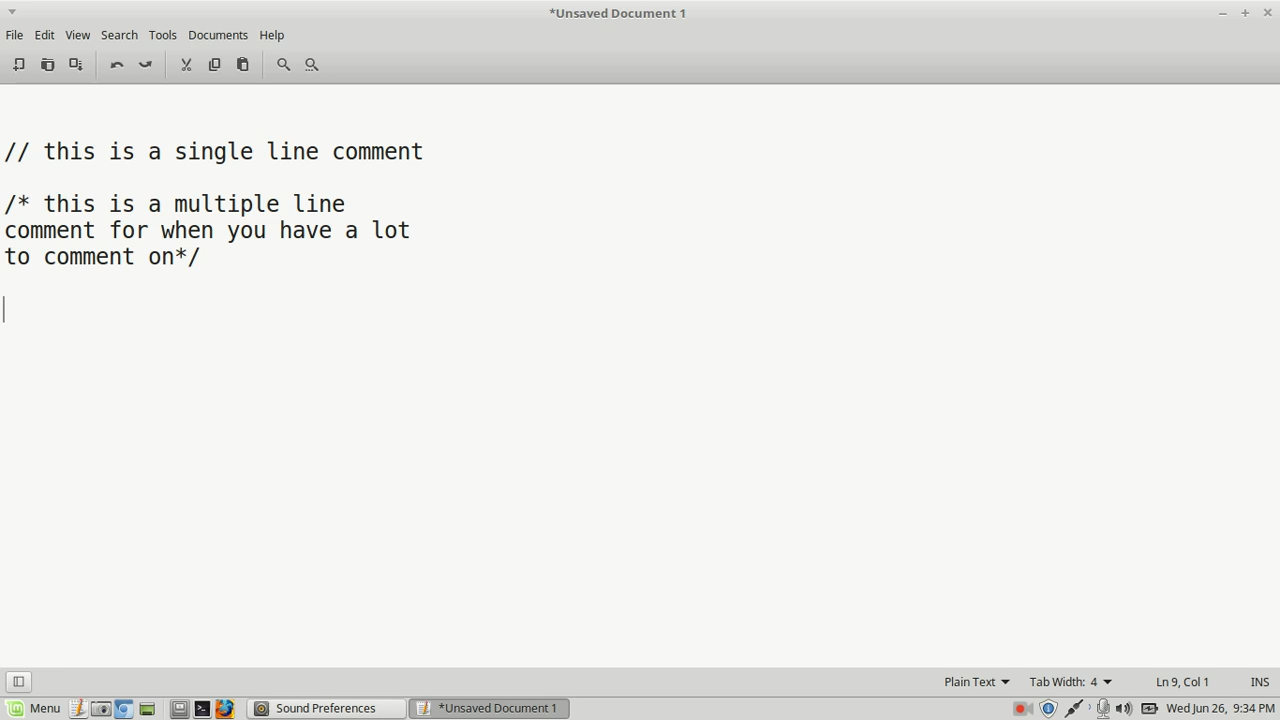 *Unsaved Document 1
File Edit View Search Tools Documents Help
// this is a single line comment
/* this is a multiple line
comment for when you have a lot
to comment on*/
Plain Text Tab Width: 4 Ln 9, Col 1 INS
Menu Sound Preferences *Unsaved Document 1 Wed Jun 26, 9:34 PM